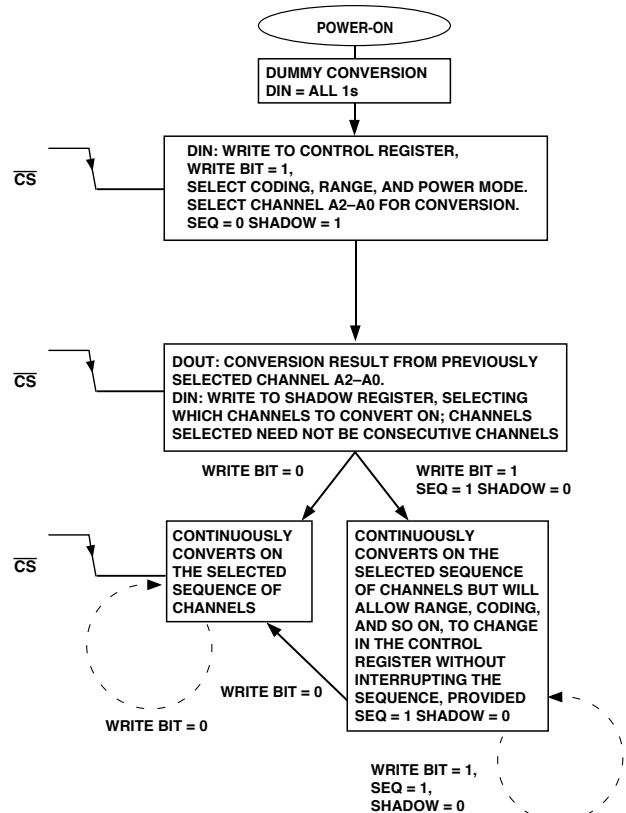 POWER-ON
DUMMY CONVERSION
DIN = ALL 1s
CS
DIN: WRITE TO CONTROL REGISTER,
WRITE BIT = 1,
SELECT CODING, RANGE, AND POWER MODE.
SELECT CHANNEL A2–A0 FOR CONVERSION.
SEQ = 0 SHADOW = 1
CS
DOUT: CONVERSION RESULT FROM PREVIOUSLY
SELECTED CHANNEL A2–A0.
DIN: WRITE TO SHADOW REGISTER, SELECTING
WHICH CHANNELS TO CONVERT ON; CHANNELS
SELECTED NEED NOT BE CONSECUTIVE CHANNELS
WRITE BIT = 0
WRITE BIT = 1
SEQ = 1 SHADOW = 0
CS
CONTINUOUSLY
CONVERTS ON
THE SELECTED
SEQUENCE OF
CHANNELS
CONTINUOUSLY
CONVERTS ON THE
SELECTED SEQUENCE
OF CHANNELS BUT WILL
ALLOW RANGE, CODING,
AND SO ON, TO CHANGE
IN THE CONTROL
REGISTER WITHOUT
INTERRUPTING THE
SEQUENCE, PROVIDED
SEQ = 1 SHADOW = 0
WRITE BIT = 0
WRITE BIT = 0
WRITE BIT = 1,
SEQ = 1,
SHADOW = 0